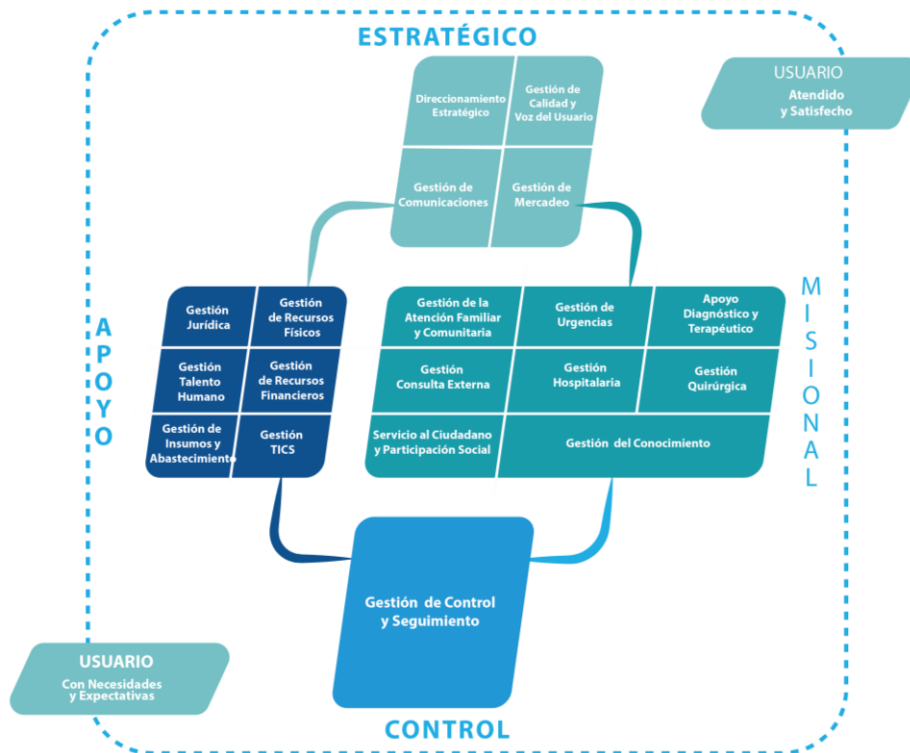 ESTRATÉGICO
Direccionamiento
Estratégico
Gestión de
Calidad y
Voz del Usuario
Gestión de
Comunicaciones
Gestión de
Mercadeo
USUARIO
Atendido
y Satisfecho
APOYO
Gestión
Jurídica
Gestión
de Recursos
Físicos
Gestión
Talento
Humano
Gestión
de Recursos
Financieros
Gestión de
Insumos y
Abastecimiento
Gestión
TICS
Gestión de la
Atención Familiar
y Comunitaria
Gestión de
Urgencias
Apoyo
Diagnóstico y
Terapéutico
Gestión
Consulta Externa
Gestión
Hospitalaria
Gestión
Quirúrgica
Servicio al Ciudadano
y Participación Social
Gestión del Conocimiento
MISIONAL
Gestión de Control
y Seguimiento
USUARIO
Con Necesidades
y Expectativas
CONTROL